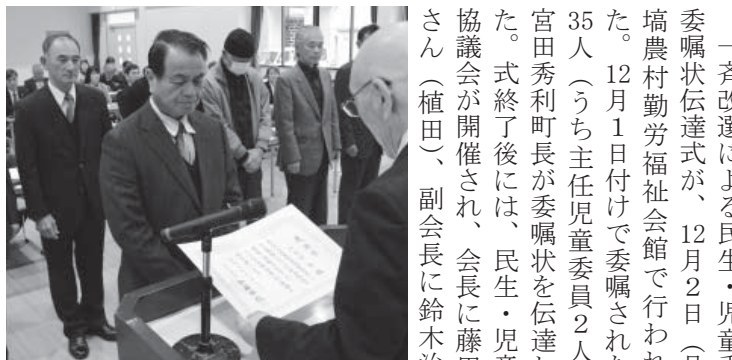 一斉改選による民生・児童
委嘱状伝達式が、12月2日（月
塙農村勤労福祉会館で行われ
た。12月1日付けで委嘱された
35人（うち主任児童委員2人
宮田秀利町長が委嘱状を伝達
た。式終了後には、民生・児童
協議会が開催され、会長に藤田
さん（植田）、副会長に鈴木